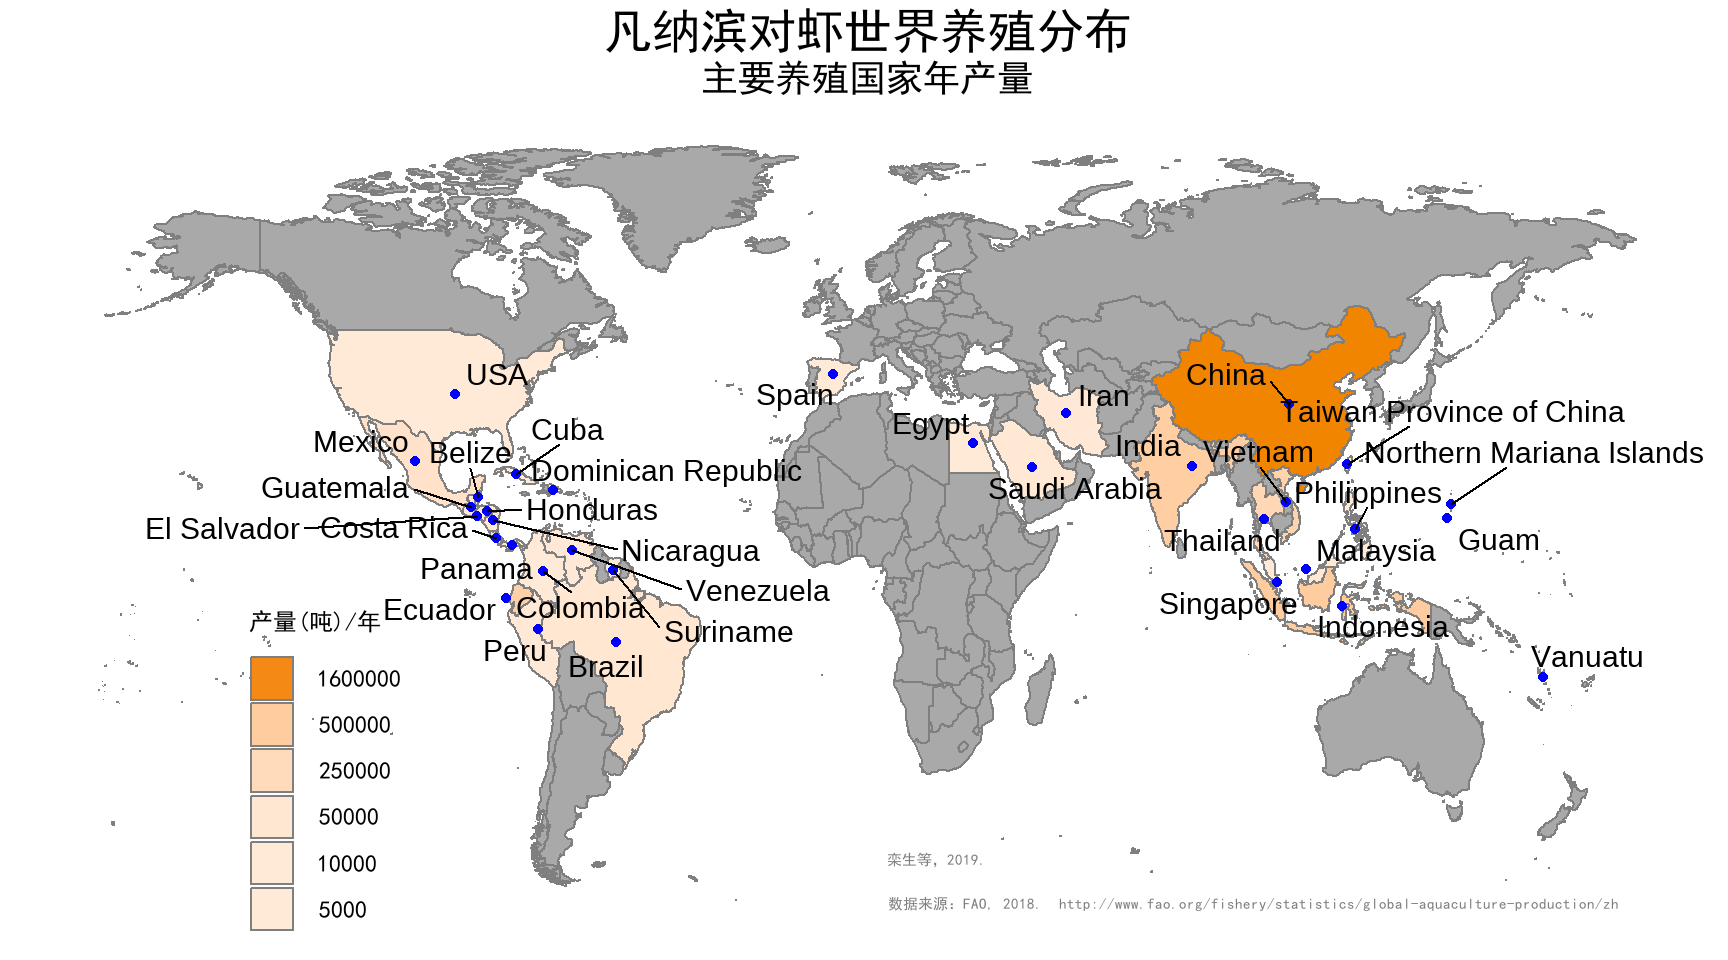 凡纳滨对虾世界养殖分布
主要养殖国家年产量
USA
Spain
China
Iran
Egypt
Taiwan Province of China
Mexico
Belize
Cuba
India
Vietnam
Northern Mariana Islands
Dominican Republic
Guatemala
Saudi Arabia
Philippines
Honduras
El Salvador
Costa Rica
Nicaragua
Thailand
Malaysia
Guam
Panama
Venezuela
Ecuador
Colombia
Singapore
Suriname
Indonesia
Peru
Brazil
Vanuatu
产量(吨)/年
1600000
500000
250000
50000
10000
5000
栾生等，2019.
数据来源：FAO, 2018. http://www.fao.org/fishery/statistics/global-aquaculture-production/zh